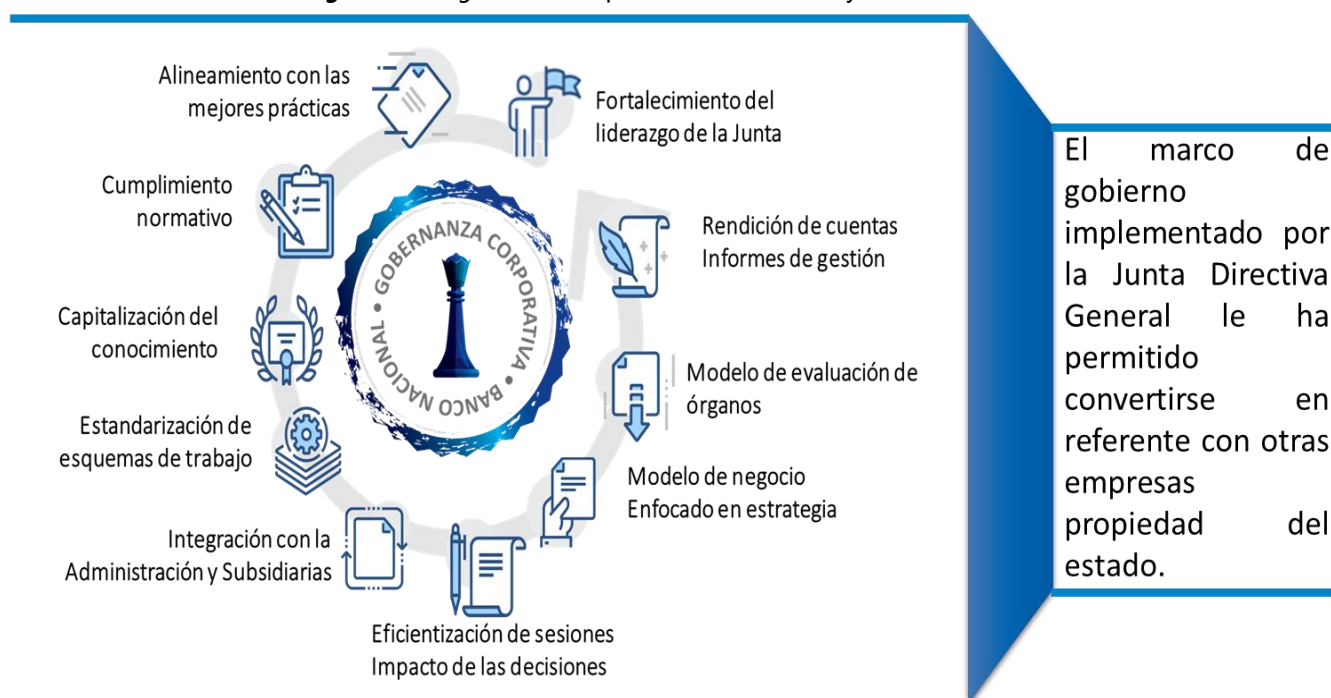 Alineamiento con las
mejores prácticas
Fortalecimiento del
liderazgo de la Junta
Cumplimiento
normativo
Rendición de cuentas
Informes de gestión
Capitalización del
conocimiento
Modelo de evaluación de
órganos
Estandarización de
esquemas de trabajo
Modelo de negocio
Enfocado en estrategia
Integración con la
Administración y Subsidiarias
Eficientización de sesiones
Impacto de las decisiones
GOBERNANZA CORPORATIVA • BANCO NACIONAL •
El marco de
gobierno
implementado por
la Junta Directiva
General le ha
permitido
convertirse en
referente con otras
empresas
propiedad del
estado.